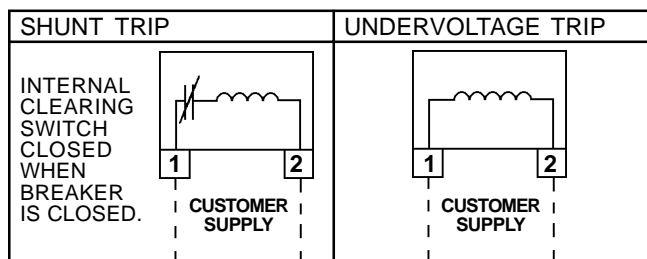 SHUNT TRIP
INTERNAL
CLEARING
SWITCH
CLOSED
WHEN
BREAKER
IS CLOSED.
1
2
CUSTOMER
SUPPLY
UNDERVOLTAGE TRIP
1
2
CUSTOMER
SUPPLY